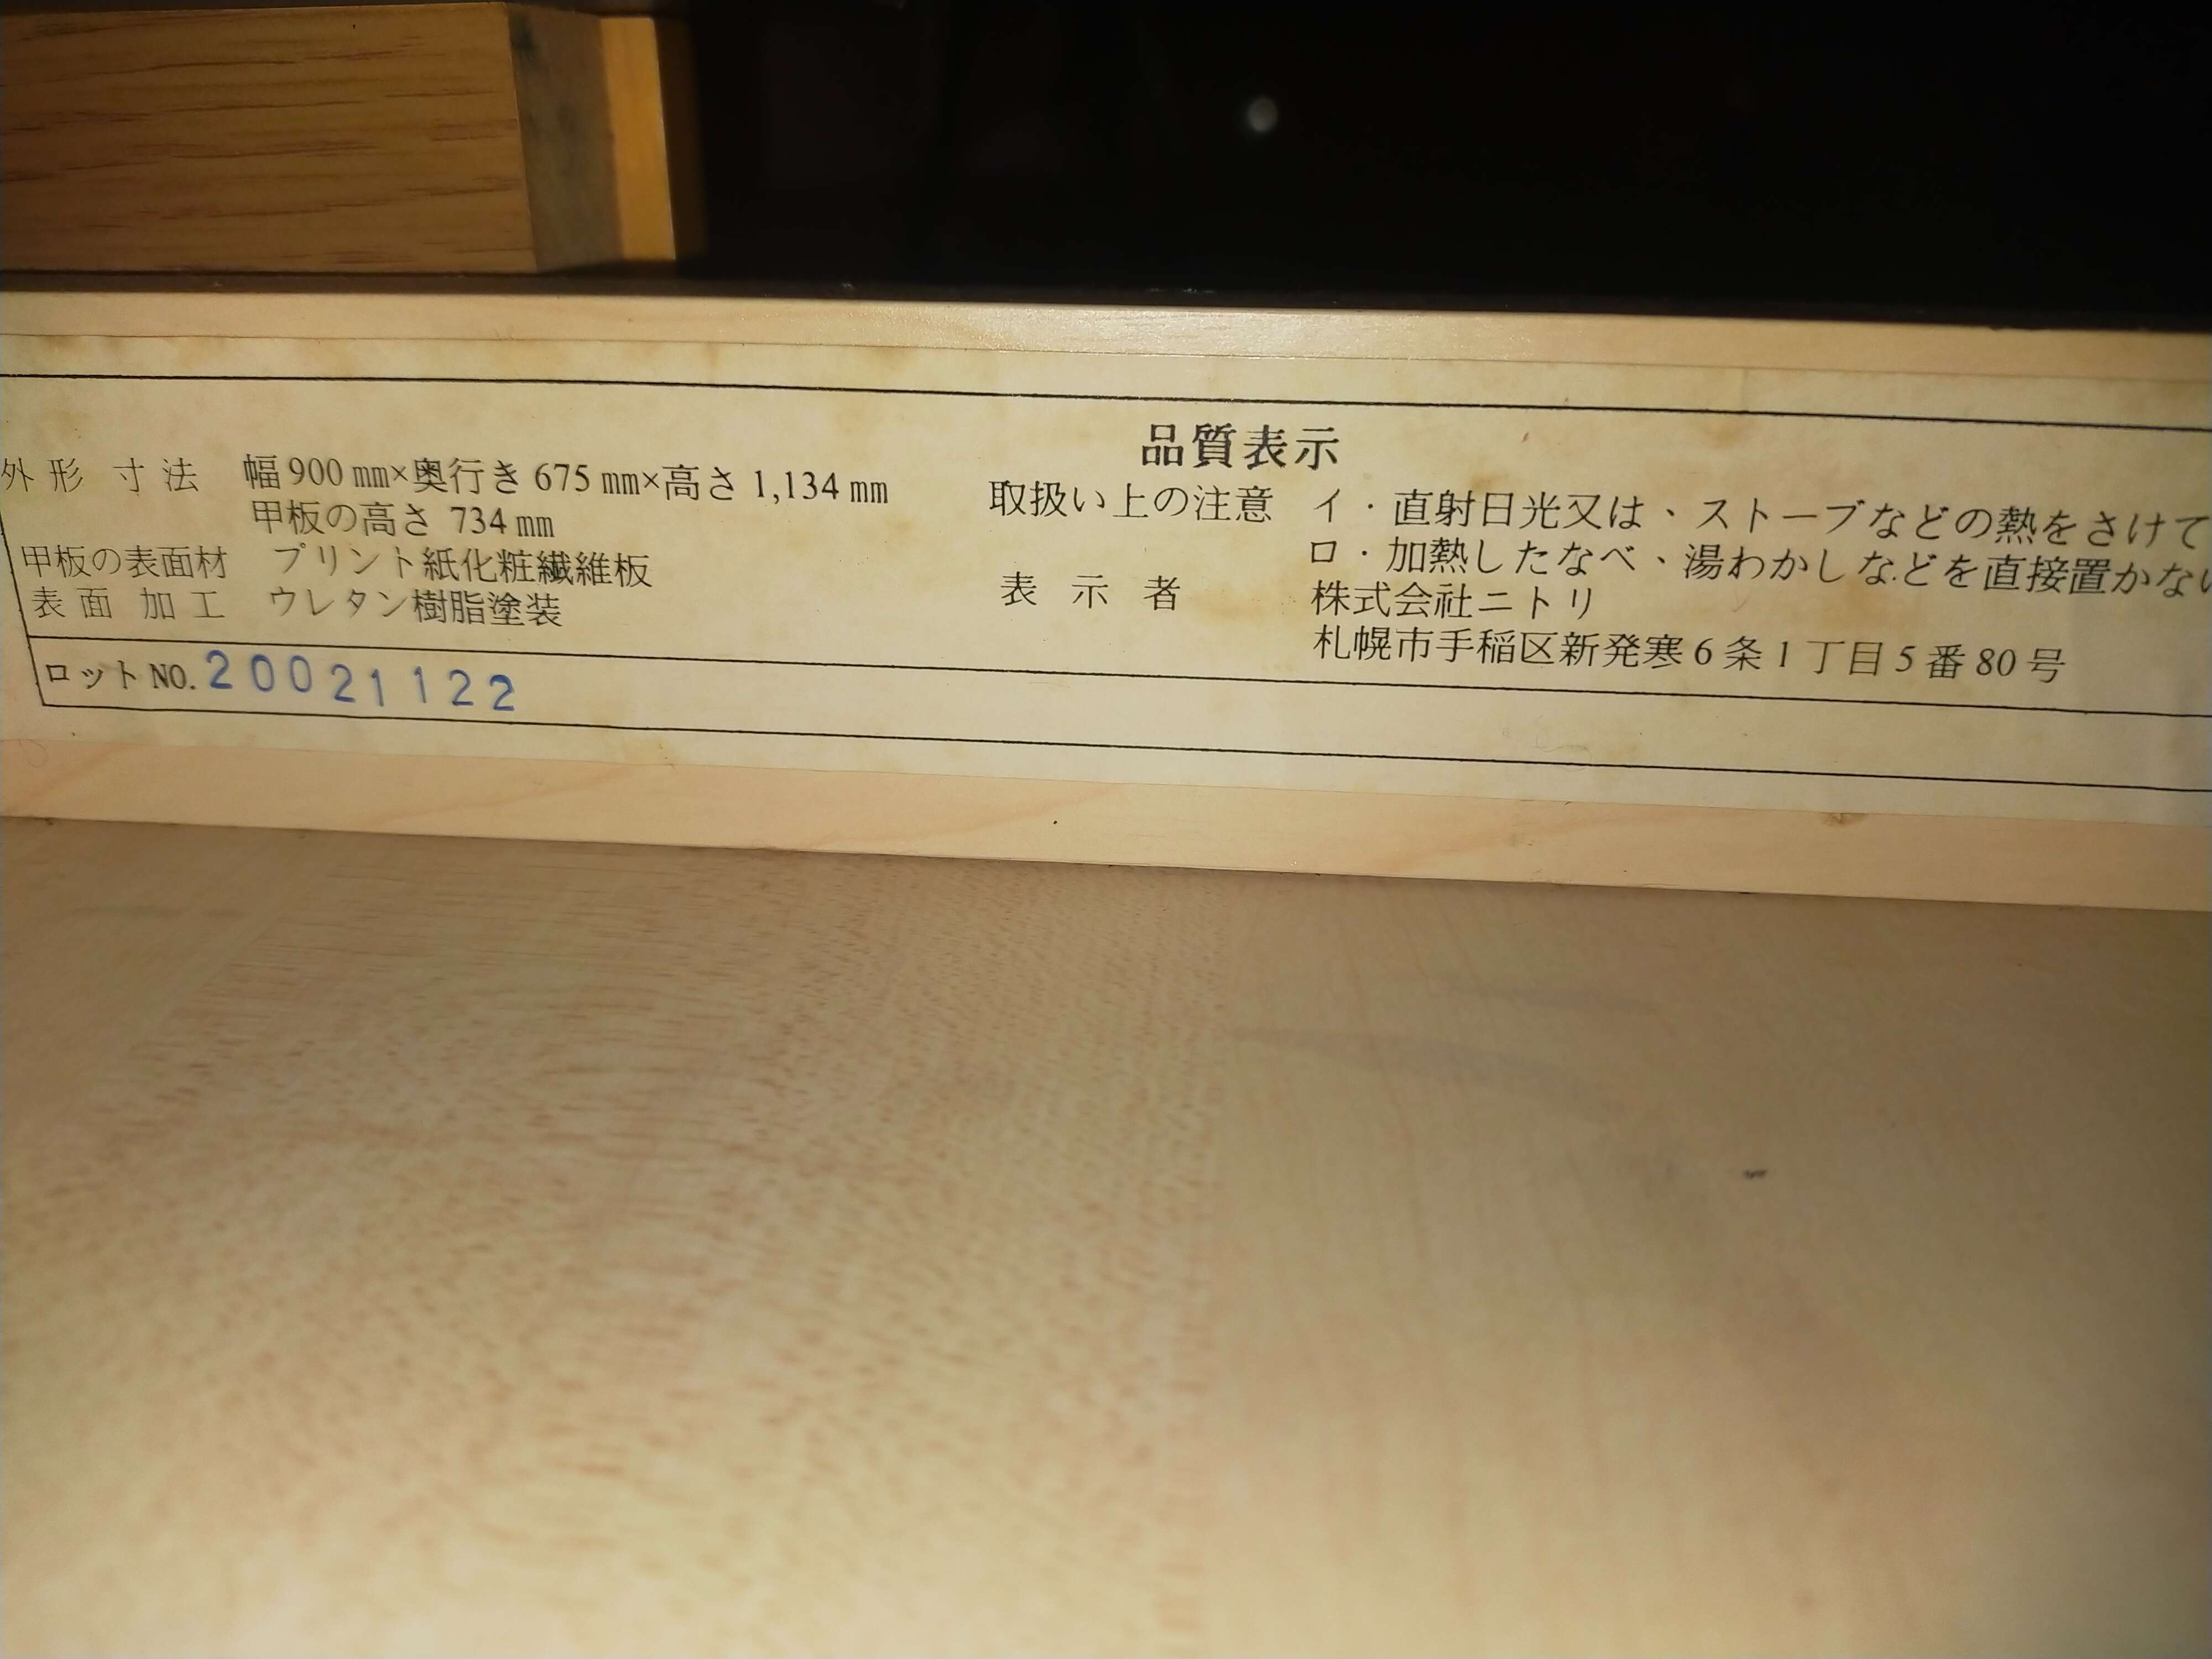 品質表示
外形寸法 幅900㎜×奥行き675㎜×高さ1,134㎜
甲板の高さ 734㎜
甲板の表面材 プリント紙化粧繊維板
表面加工 ウレタン樹脂塗装
ロットNO. 20021122
取扱い上の注意 イ・直射日光又は、ストーブなどの熱をさけて
ロ・加熱したなべ、湯わかしなどを直接置かない
表示者 株式会社ニトリ
札幌市手稲区新発寒6条1丁目5番80号